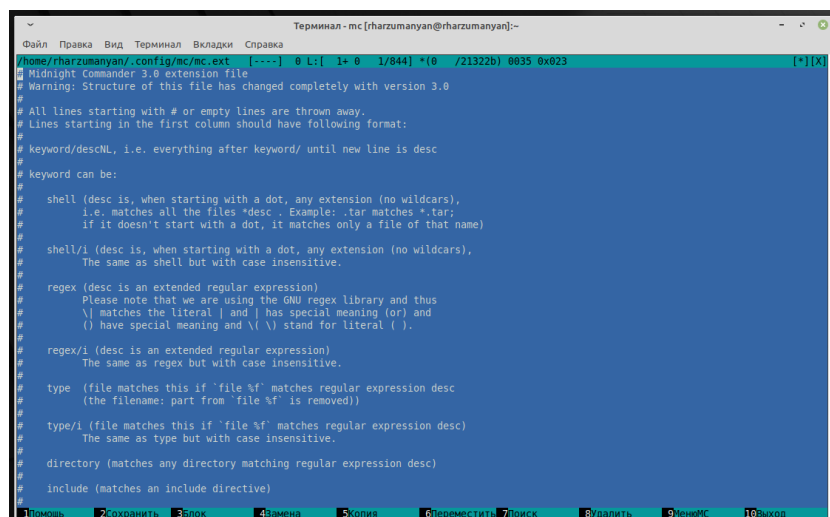 Терминал - mc [rharzumanyan@rharzumanyan]:~
Файл Правка Вид Терминал Вкладки Справка
/home/rharzumanyan/.config/mc/mc.ext [----] 0 L:[ 1+ 0 1/844] *(0 /21322b) 0035 0x023 [*][X]
# Midnight Commander 3.0 extension file
# Warning: Structure of this file has changed completely with version 3.0
#
# All lines starting with # or empty lines are thrown away.
# Lines starting in the first column should have following format:
#
# keyword/descNL, i.e. everything after keyword/ until new line is desc
#
# keyword can be:
#
# shell (desc is, when starting with a dot, any extension (no wildcars),
# i.e. matches all the files *desc . Example: .tar matches *.tar;
# if it doesn't start with a dot, it matches only a file of that name)
#
# shell/i (desc is, when starting with a dot, any extension (no wildcars),
# The same as shell but with case insensitive.
#
# regex (desc is an extended regular expression)
# Please note that we are using the GNU regex library and thus
# \| matches the literal | and | has special meaning (or) and
# () have special meaning and \( \) stand for literal ( ).
#
# regex/i (desc is an extended regular expression)
# The same as regex but with case insensitive.
#
# type (file matches this if `file %f` matches regular expression desc
# (the filename: part from `file %f` is removed))
#
# type/i (file matches this if `file %f` matches regular expression desc)
# The same as type but with case insensitive.
#
# directory (matches any directory matching regular expression desc)
#
# include (matches an include directive)
#
1Помощь 2Сохранить 3Блок 4Замена 5Копия 6Переместить 7Поиск 8Удалить 9МенюMC 10Выход